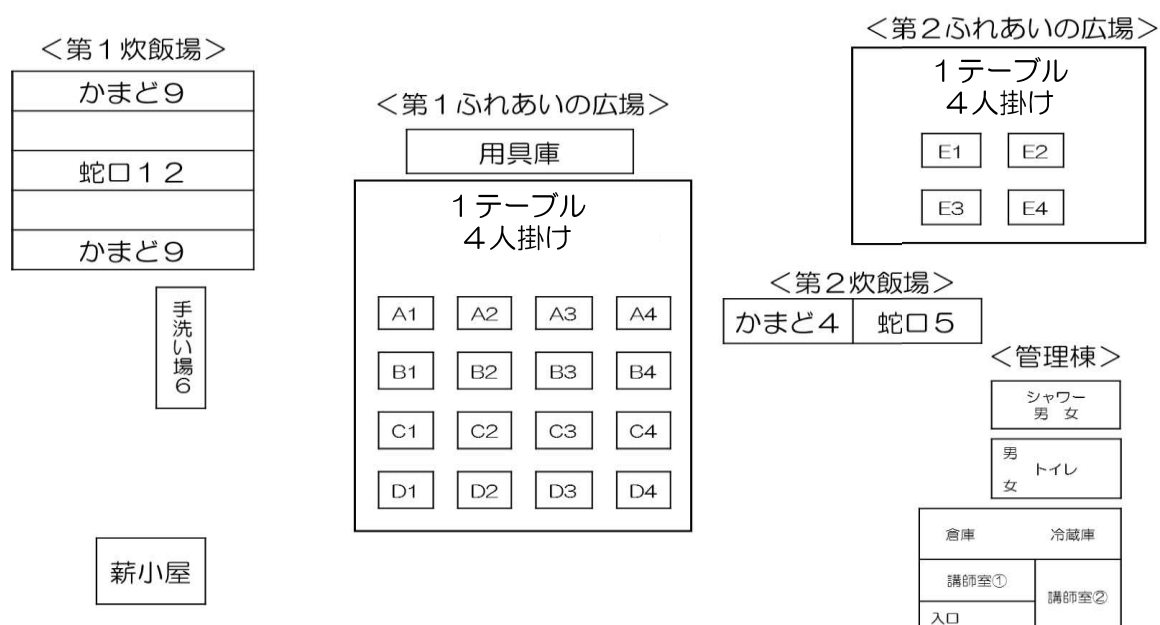 ＜第１炊飯場＞
かまど９
蛇口１２
かまど９
手洗い場６
薪小屋
＜第１ふれあいの広場＞
用具庫
１テーブル
４人掛け
A1 A2 A3 A4
B1 B2 B3 B4
C1 C2 C3 C4
D1 D2 D3 D4
＜第２ふれあいの広場＞
１テーブル
４人掛け
E1 E2
E3 E4
＜第２炊飯場＞
かまど４ 蛇口５
＜管理棟＞
シャワー
男 女
男
トイレ
女
倉庫 冷蔵庫
講師室①
講師室②
入口